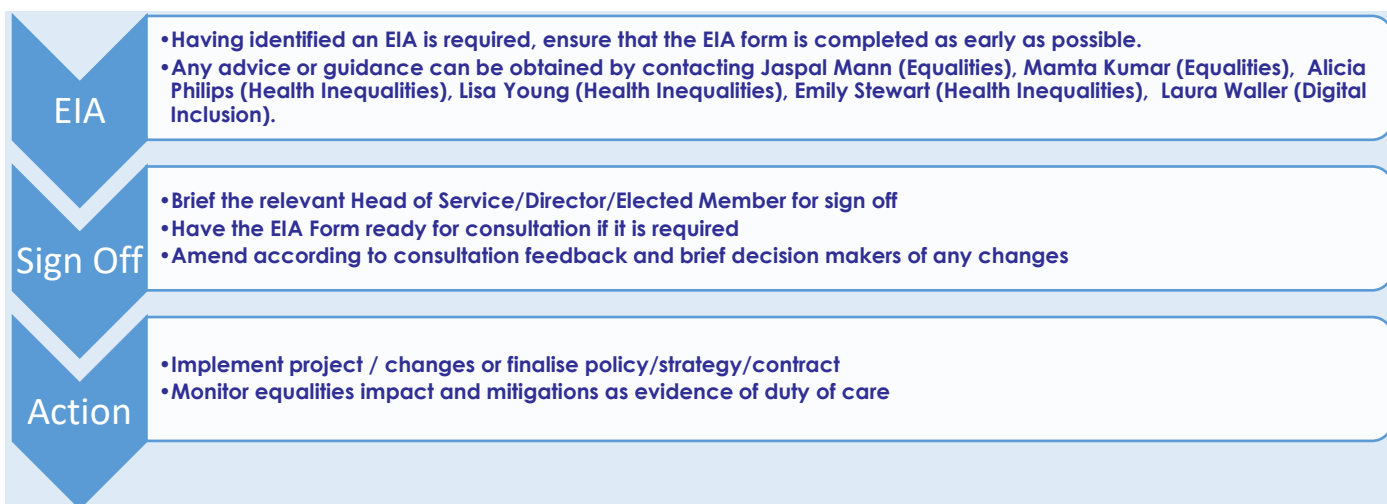 EIA
•Having identified an EIA is required, ensure that the EIA form is completed as early as possible.
•Any advice or guidance can be obtained by contacting Jaspal Mann (Equalities), Mamta Kumar (Equalities), Alicia
Philips (Health Inequalities), Lisa Young (Health Inequalities), Emily Stewart (Health Inequalities), Laura Waller (Digital
Inclusion).
Sign Off
•Brief the relevant Head of Service/Director/Elected Member for sign off
•Have the EIA Form ready for consultation if it is required
•Amend according to consultation feedback and brief decision makers of any changes
Action
•Implement project / changes or finalise policy/strategy/contract
•Monitor equalities impact and mitigations as evidence of duty of care